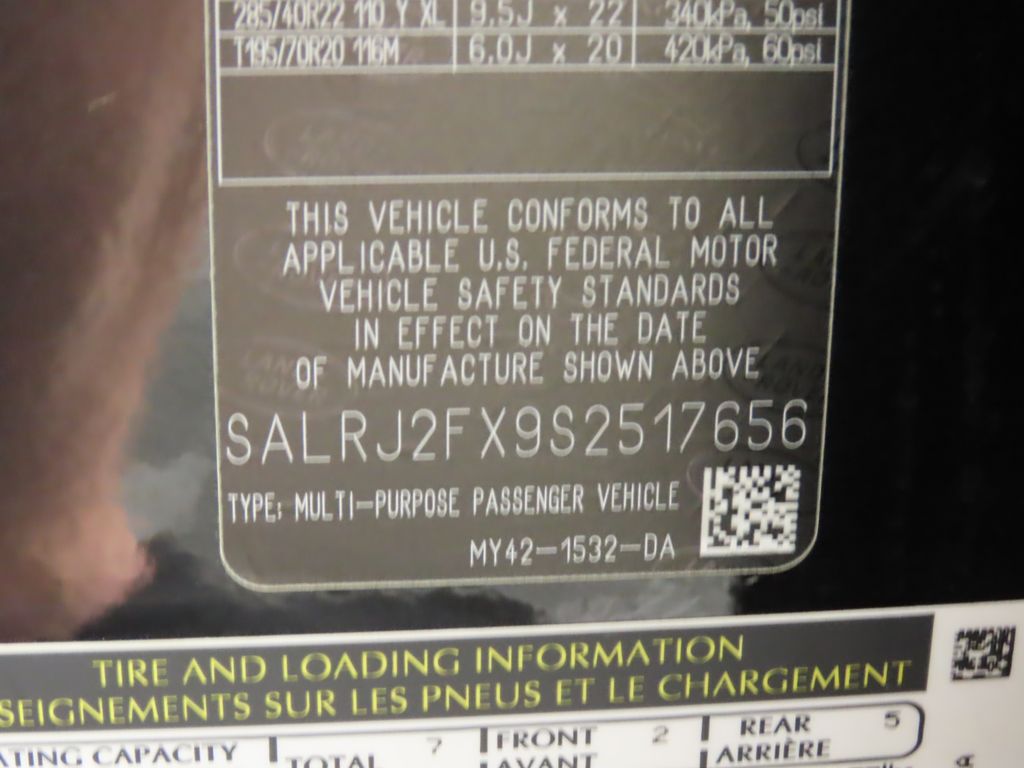 285/40R22 110 Y XL 9.5J x 22 340kPa, 50psi
T195/70R20 116M 6.0J x 20 420kPa, 60psi
THIS VEHICLE CONFORMS TO ALL
APPLICABLE U.S. FEDERAL MOTOR
VEHICLE SAFETY STANDARDS
IN EFFECT ON THE DATE
OF MANUFACTURE SHOWN ABOVE
SALRJ2FX9S2517656
TYPE: MULTI-PURPOSE PASSENGER VEHICLE
MY42-1532-DA
TIRE AND LOADING INFORMATION
SEIGNEMENTS SUR LES PNEUS ET LE CHARGEMENT
ATING CAPACITY TOTAL 7 FRONT 2 REAR 5
AVANT ARRIÈRE